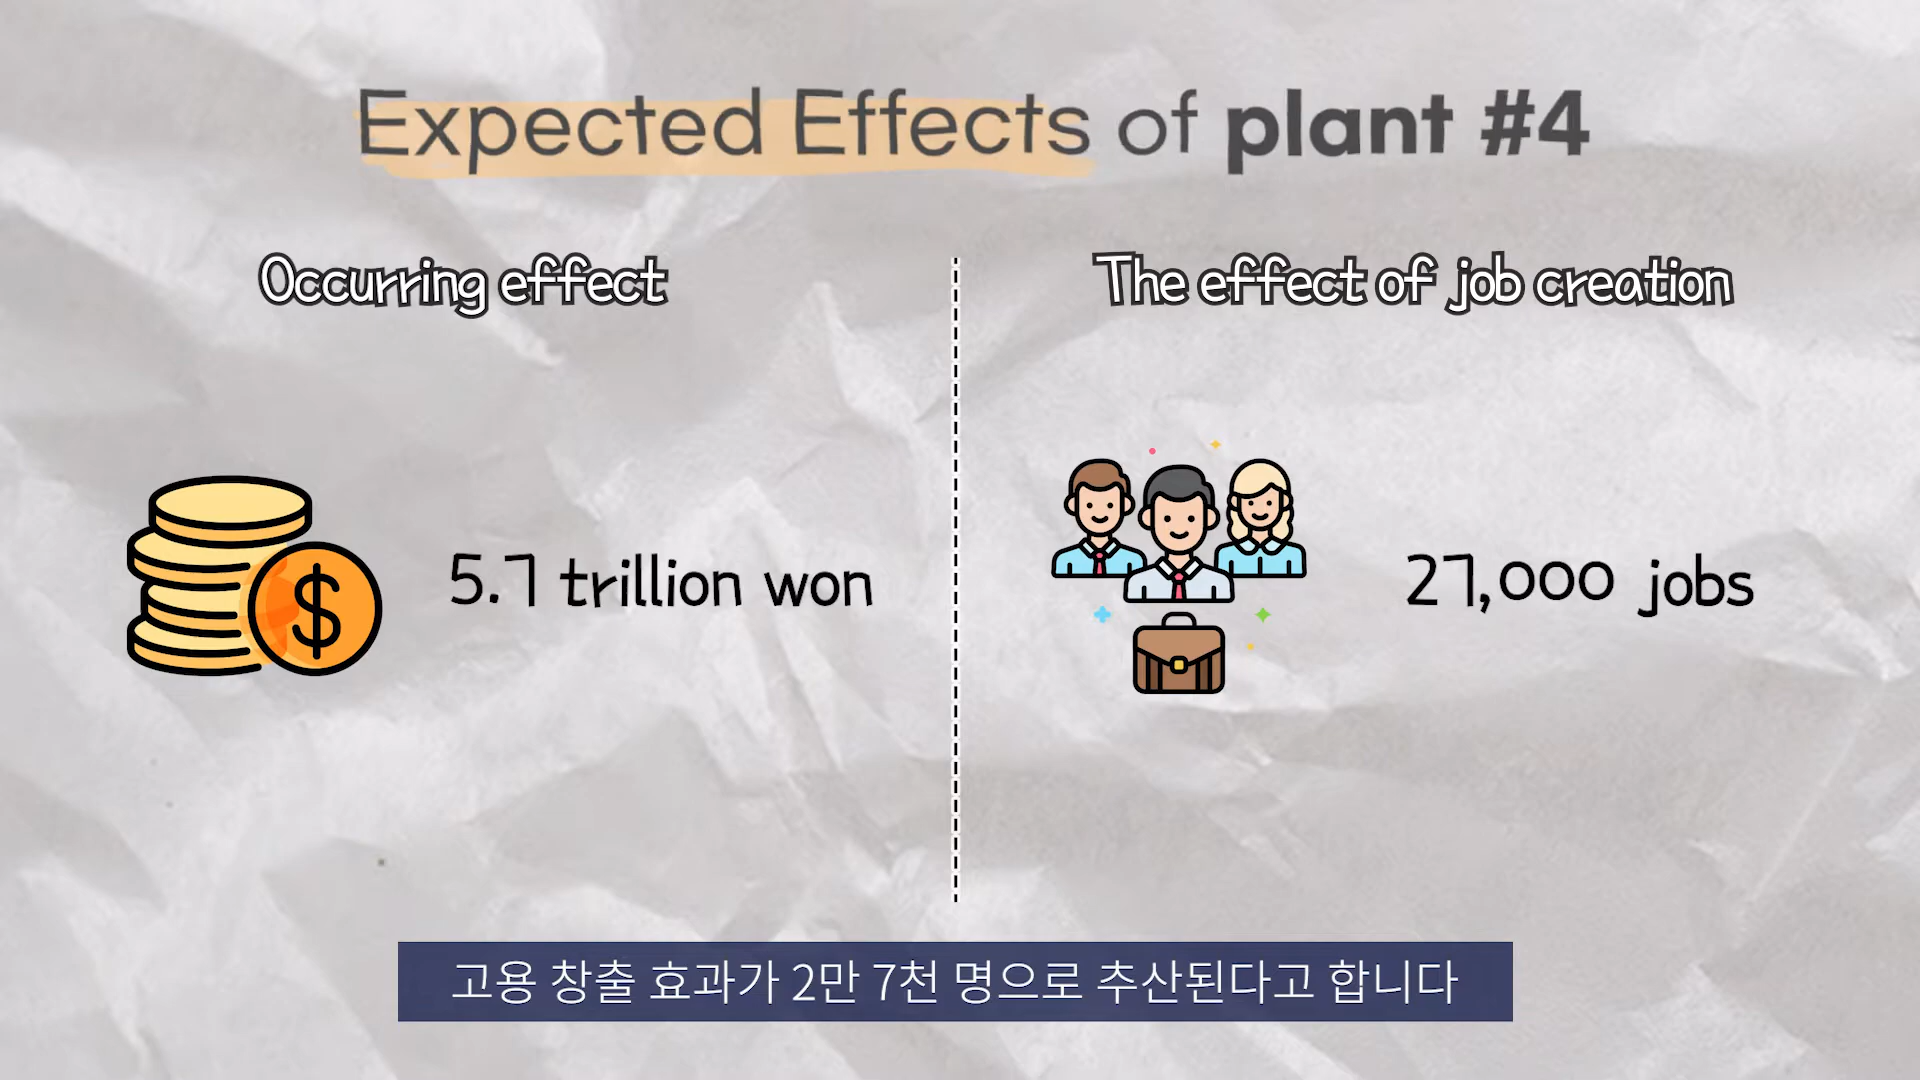 Expected Effects of plant #4
Occurring effect
The effect of job creation
5.7 trillion won
27,000 jobs
고용 창출 효과가 2만 7천 명으로 추산된다고 합니다